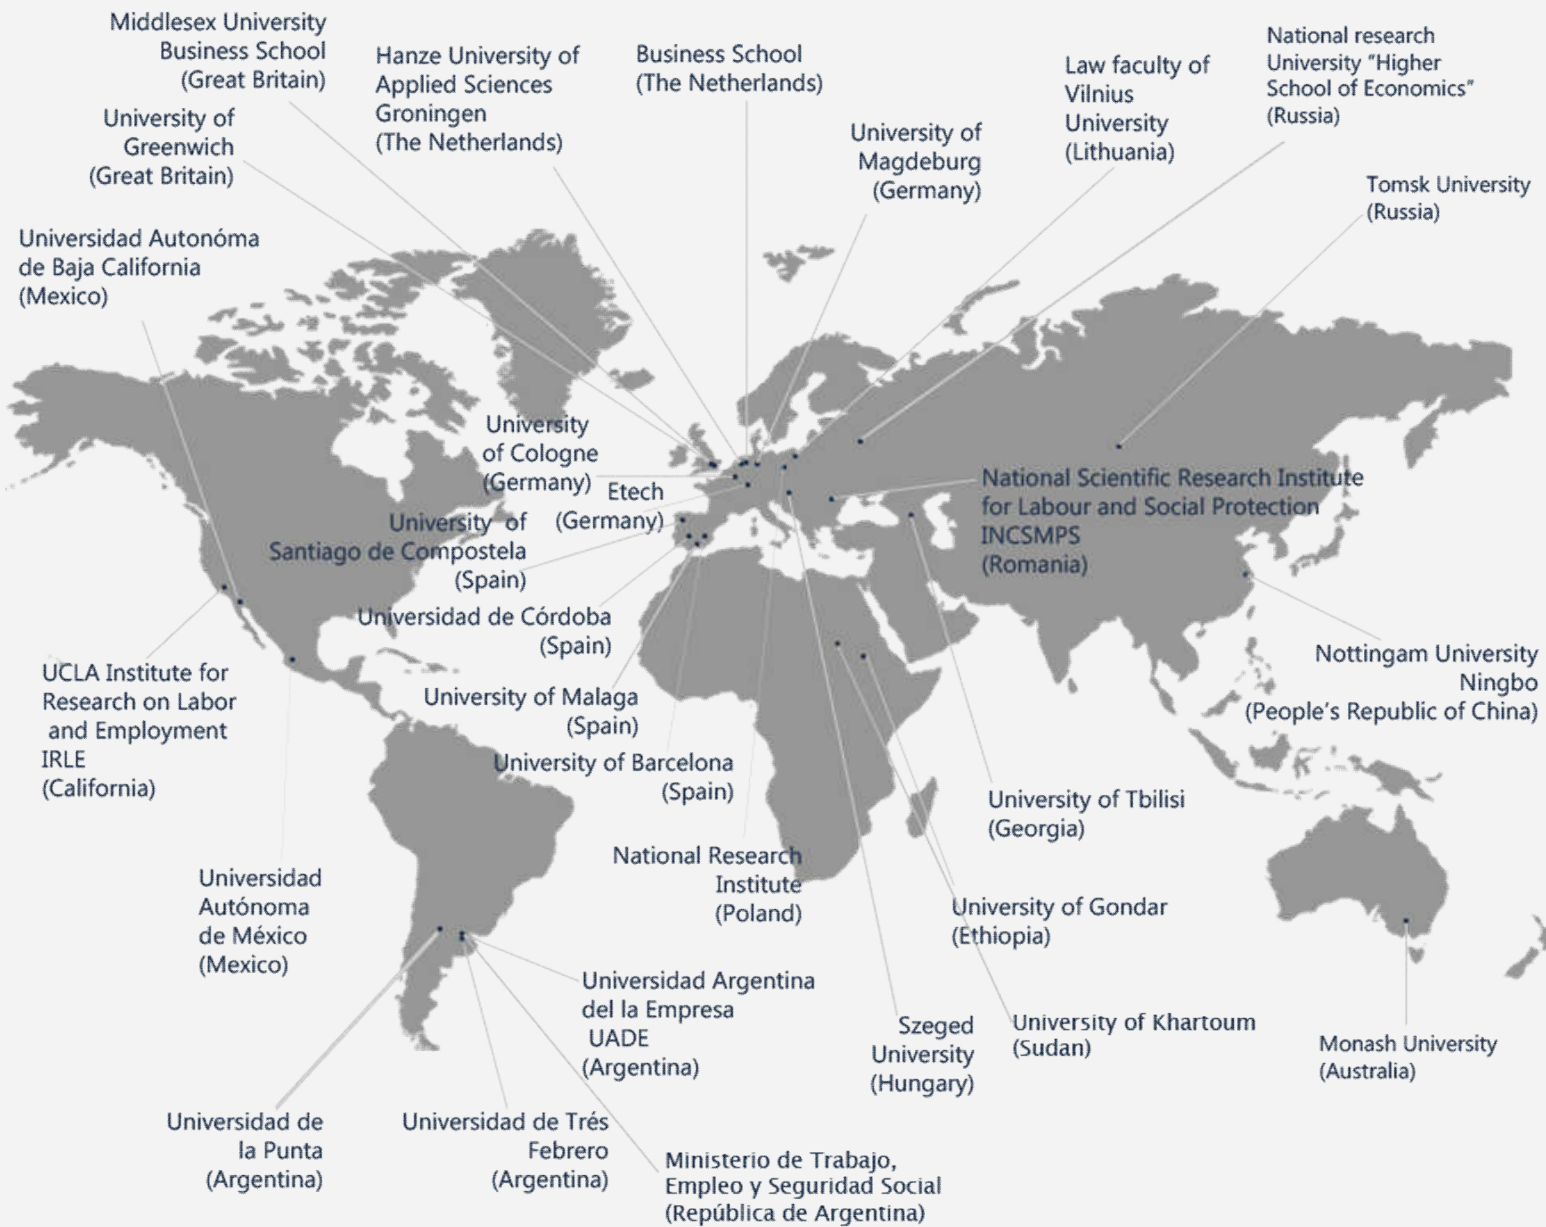 Middlesex University
Business School
(Great Britain)
Hanze University of
Applied Sciences
Groningen
(The Netherlands)
Business School
(The Netherlands)
Law faculty of
Vilnius
University
(Lithuania)
National research
University "Higher
School of Economics"
(Russia)
University of
Greenwich
(Great Britain)
University of
Magdeburg
(Germany)
Tomsk University
(Russia)
Universidad Autonóma
de Baja California
(Mexico)
University
of Cologne
(Germany)
Etech
(Germany)
National Scientific Research Institute
for Labour and Social Protection
INCSMPS
(Romania)
University of
Santiago de Compostela
(Spain)
Universidad de Córdoba
(Spain)
UCLA Institute for
Research on Labor
and Employment
IRLE
(California)
University of Malaga
(Spain)
Nottingam University
Ningbo
(People's Republic of China)
University of Barcelona
(Spain)
University of Tbilisi
(Georgia)
National Research
Institute
(Poland)
Universidad
Autónoma
de México
(Mexico)
University of Gondar
(Ethiopia)
Universidad Argentina
del la Empresa
UADE
(Argentina)
Szeged
University
(Hungary)
University of Khartoum
(Sudan)
Monash University
(Australia)
Universidad de
la Punta
(Argentina)
Universidad de Trés
Febrero
(Argentina)
Ministerio de Trabajo,
Empleo y Seguridad Social
(República de Argentina)